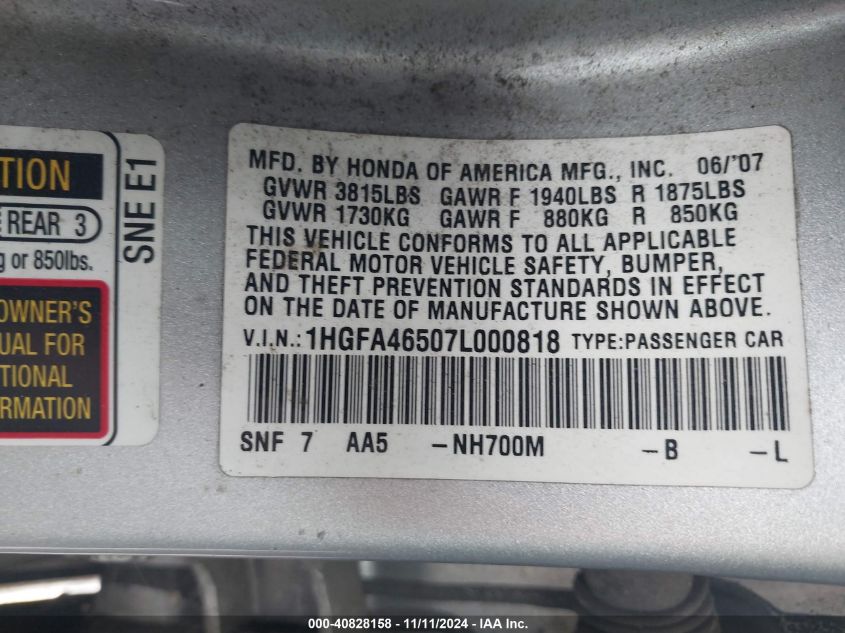 TION
REAR 3
g or 850lbs.
OWNER'S
UAL FOR
TIONAL
RMATION
SNE E1
MFD. BY HONDA OF AMERICA MFG., INC. 06/'07
GVWR 3815LBS GAWR F 1940LBS R 1875LBS
GVWR 1730KG GAWR F 880KG R 850KG
THIS VEHICLE CONFORMS TO ALL APPLICABLE
FEDERAL MOTOR VEHICLE SAFETY, BUMPER,
AND THEFT PREVENTION STANDARDS IN EFFECT
ON THE DATE OF MANUFACTURE SHOWN ABOVE.
V.I.N.: 1HGFA46507L000818 TYPE:PASSENGER CAR
SNF 7 AA5 -NH700M -B -L
000-40828158 - 11/11/2024 - IAA Inc.